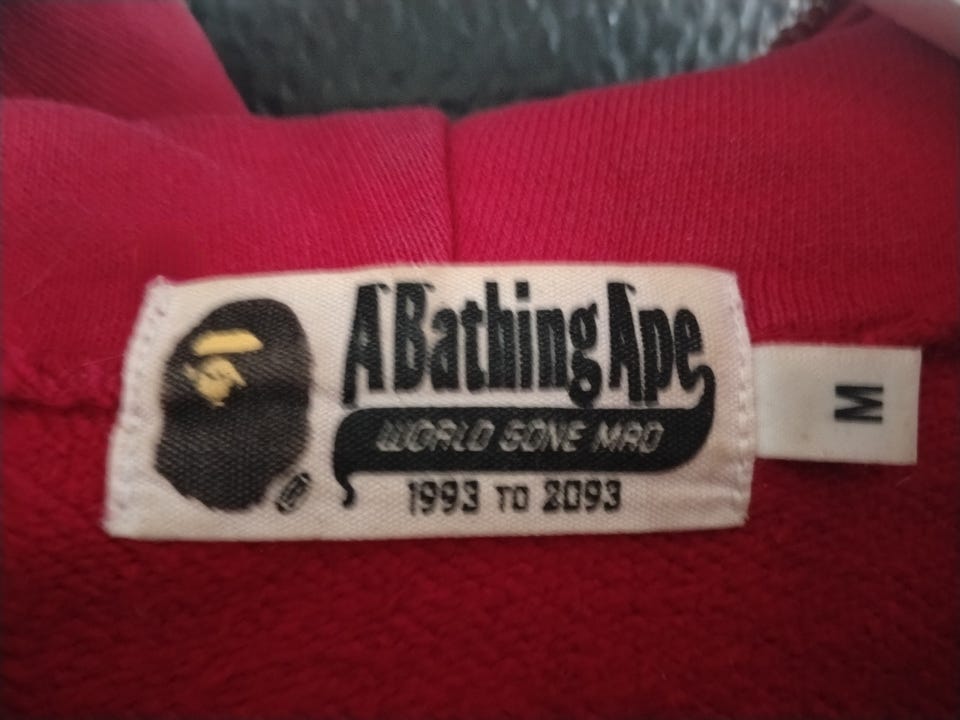 A Bathing Ape
WORLD GONE MAD
1993 TO 2093
M